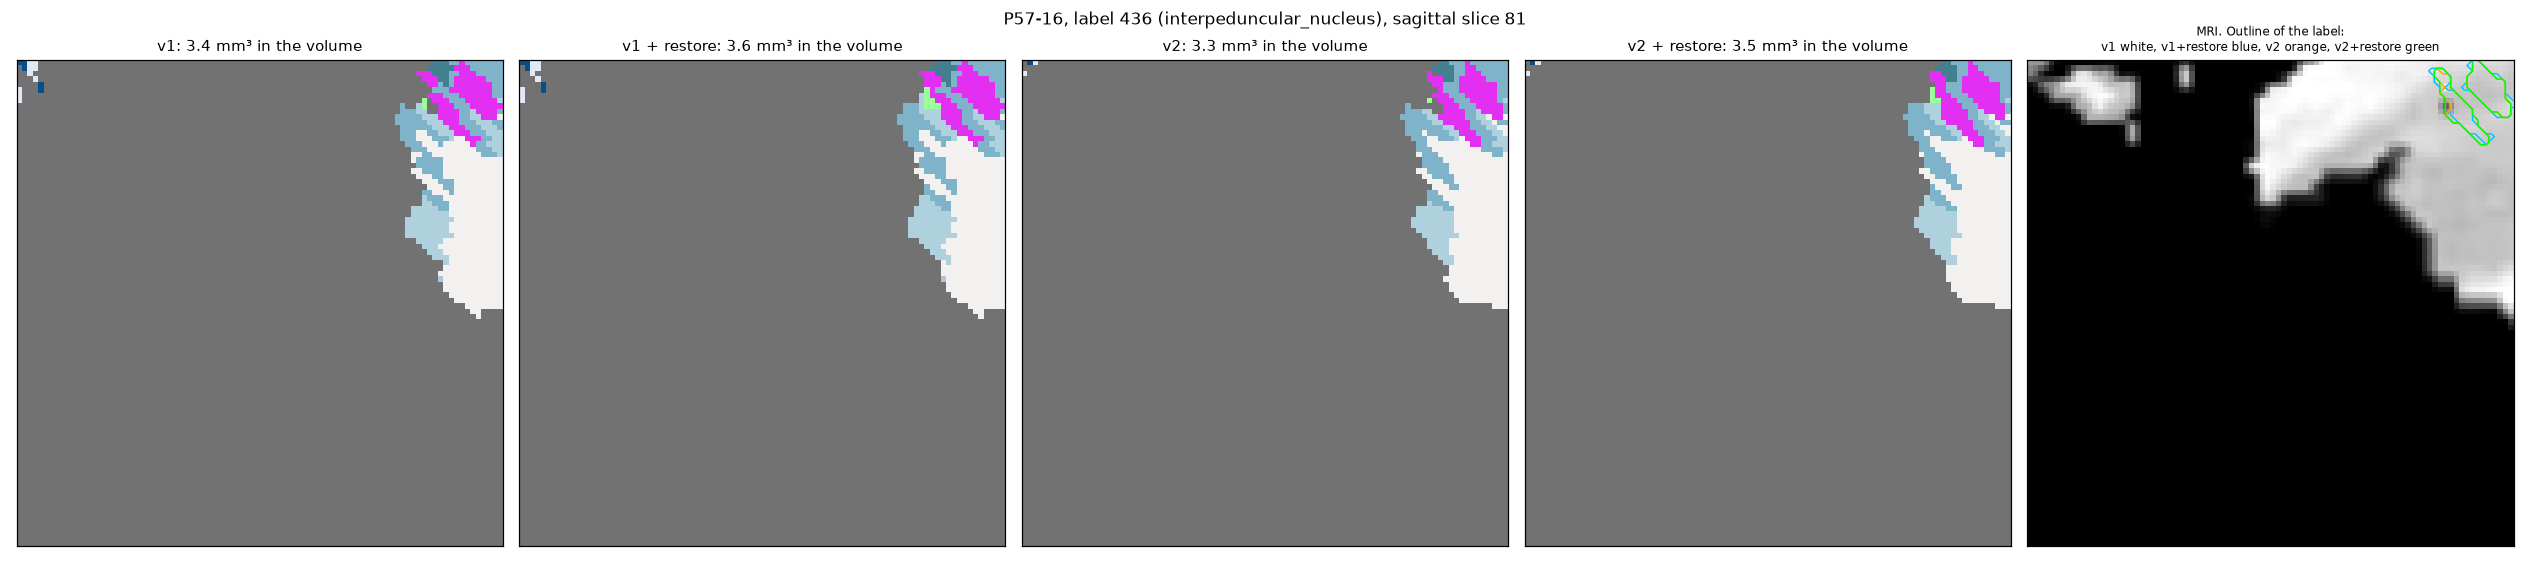 P57-16, label 436 (interpeduncular_nucleus), sagittal slice 81
v1: 3.4 mm³ in the volume
v1 + restore: 3.6 mm³ in the volume
v2: 3.3 mm³ in the volume
v2 + restore: 3.5 mm³ in the volume
MRI. Outline of the label:
v1 white, v1+restore blue, v2 orange, v2+restore green